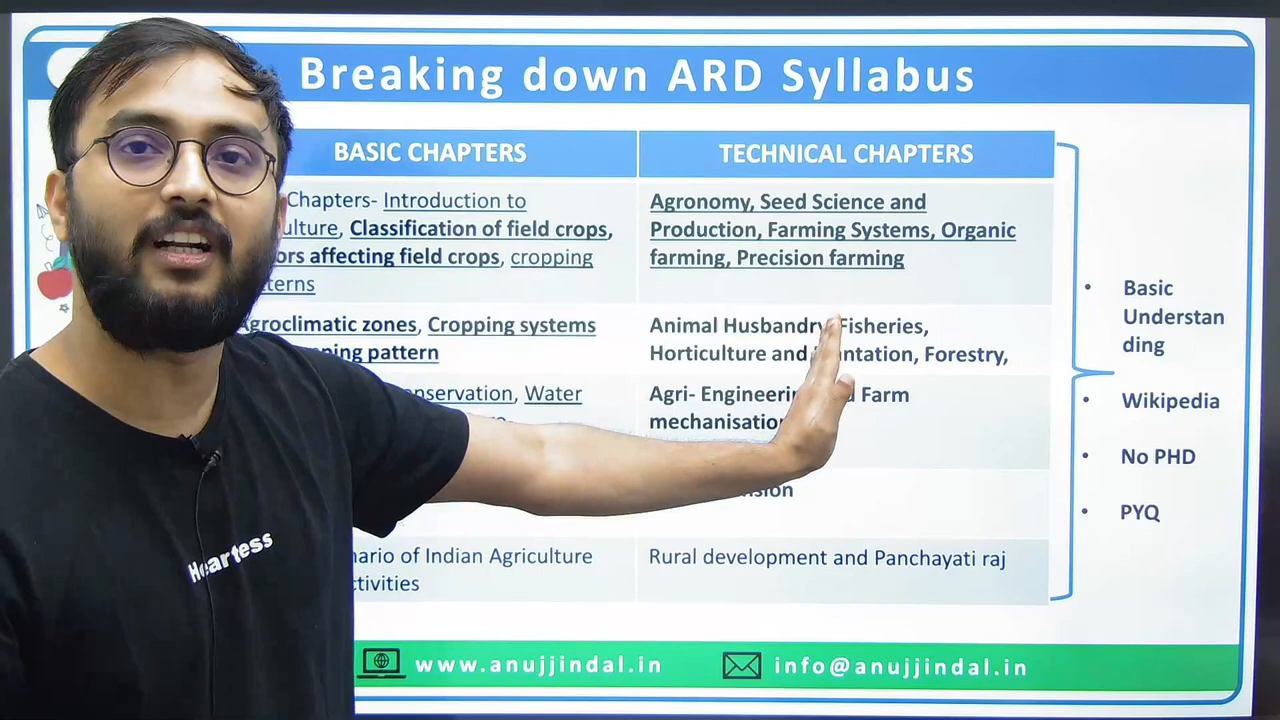 Breaking down ARD Syllabus
BASIC CHAPTERS
TECHNICAL CHAPTERS
Chapters- Introduction to
ulture, Classification of field crops,
ors affecting field crops, cropping
terns
Agronomy, Seed Science and
Production, Farming Systems, Organic
farming, Precision farming
Agroclimatic zones, Cropping systems
ping pattern
Animal Husbandry Fisheries,
Horticulture and ntation, Forestry,
onservation, Water
Agri- Engineerin d Farm
mechanisation
nsion
nario of Indian Agriculture
ctivities
Rural development and Panchayati raj
• Basic
Understan
ding
• Wikipedia
• No PHD
• PYQ
Heartess
www.anujjindal.in
info@anujjindal.in